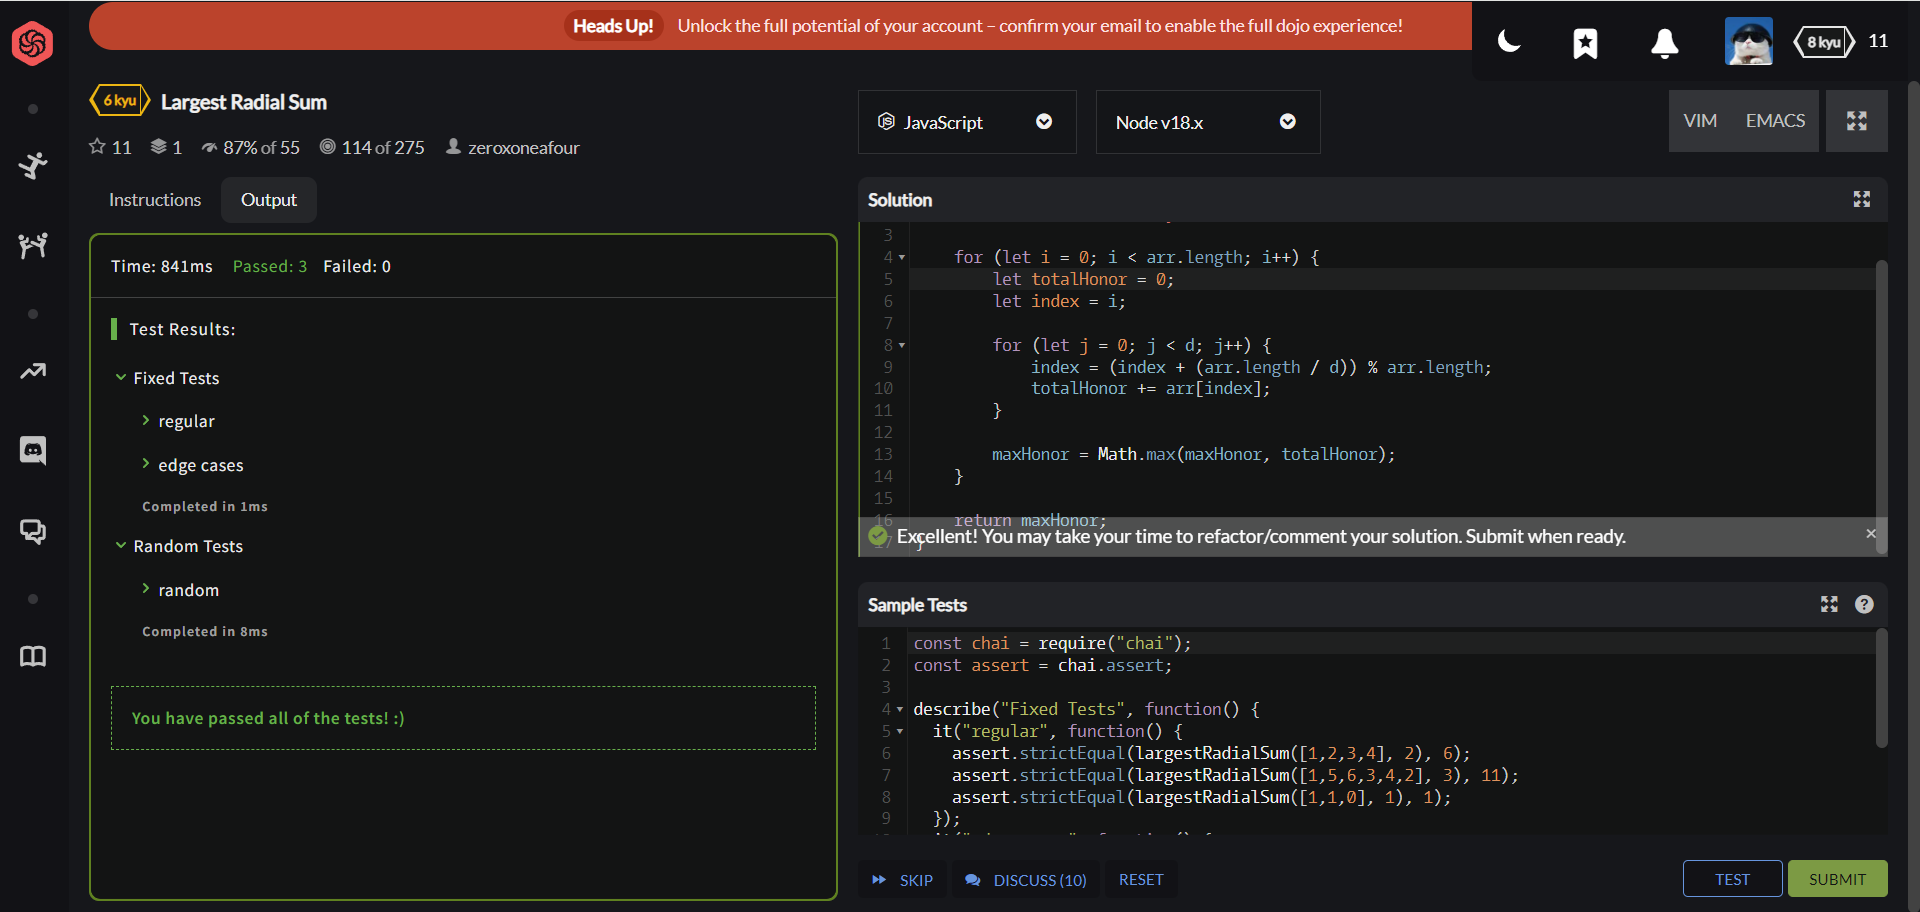 Heads Up! Unlock the full potential of your account – confirm your email to enable the full dojo experience!
8 kyu 11
6 kyu Largest Radial Sum
11 1 87% of 55 114 of 275 zeroxoneafour
JavaScript
Node v18.x
VIM EMACS
Instructions Output
Time: 841ms Passed: 3 Failed: 0
Test Results:
Fixed Tests
regular
edge cases
Completed in 1ms
Random Tests
random
Completed in 8ms
You have passed all of the tests! :)
Solution
3
4 for (let i = 0; i < arr.length; i++) {
5 let totalHonor = 0;
6 let index = i;
7
8 for (let j = 0; j < d; j++) {
9 index = (index + (arr.length / d)) % arr.length;
10 totalHonor += arr[index];
11 }
12
13 maxHonor = Math.max(maxHonor, totalHonor);
14 }
15
16 return maxHonor;
17 }
Excellent! You may take your time to refactor/comment your solution. Submit when ready.
Sample Tests
1 const chai = require("chai");
2 const assert = chai.assert;
3
4 describe("Fixed Tests", function() {
5 it("regular", function() {
6 assert.strictEqual(largestRadialSum([1,2,3,4], 2), 6);
7 assert.strictEqual(largestRadialSum([1,5,6,3,4,2], 3), 11);
8 assert.strictEqual(largestRadialSum([1,1,0], 1), 1);
9 });
SKIP DISCUSS (10) RESET
TEST SUBMIT